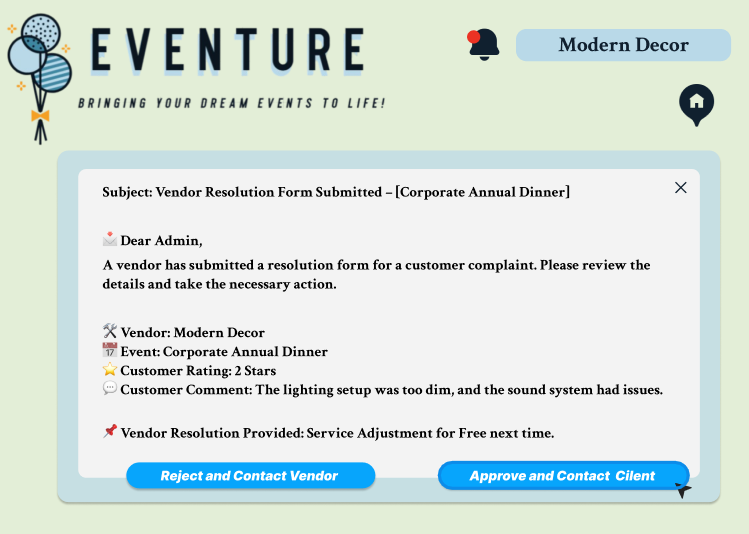 EVENTURE
BRINGING YOUR DREAM EVENTS TO LIFE!
Modern Decor
Subject: Vendor Resolution Form Submitted – [Corporate Annual Dinner]
Dear Admin,
A vendor has submitted a resolution form for a customer complaint. Please review the
details and take the necessary action.
Vendor: Modern Decor
Event: Corporate Annual Dinner
Customer Rating: 2 Stars
Customer Comment: The lighting setup was too dim, and the sound system had issues.
Vendor Resolution Provided: Service Adjustment for Free next time.
Reject and Contact Vendor
Approve and Contact Cilent